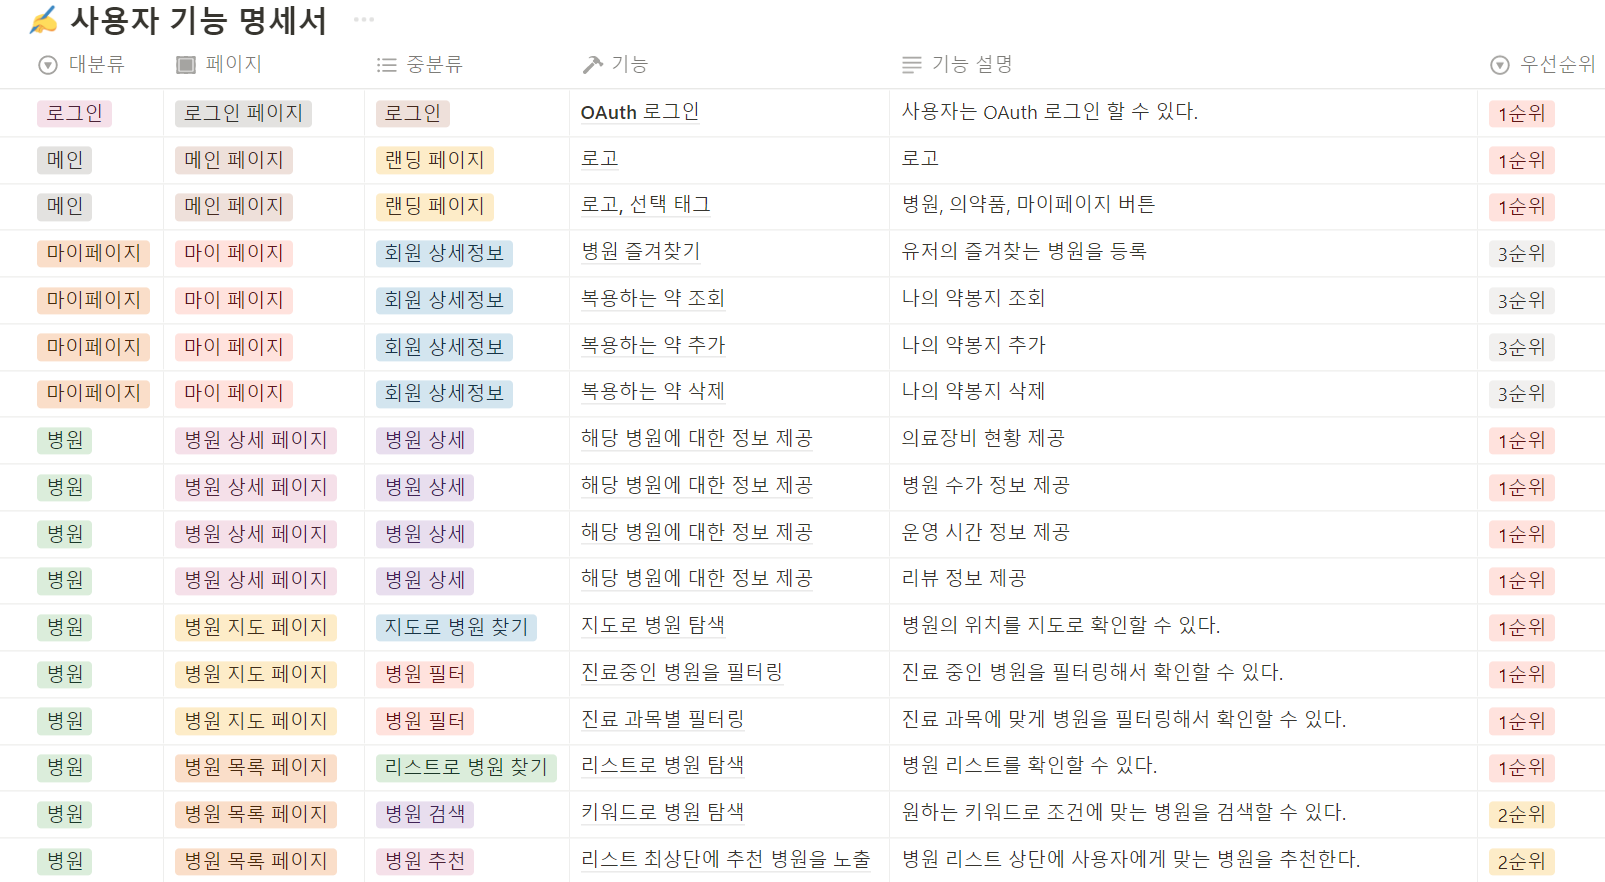 ✍️ 사용자 기능 명세서 ···
대분류 페이지 중분류 기능 기능 설명 우선순위
로그인 로그인 페이지 로그인 OAuth 로그인 사용자는 OAuth 로그인 할 수 있다. 1순위
메인 메인 페이지 랜딩 페이지 로고 로고 1순위
메인 메인 페이지 랜딩 페이지 로고, 선택 태그 병원, 의약품, 마이페이지 버튼 1순위
마이페이지 마이 페이지 회원 상세정보 병원 즐겨찾기 유저의 즐겨찾는 병원을 등록 3순위
마이페이지 마이 페이지 회원 상세정보 복용하는 약 조회 나의 약봉지 조회 3순위
마이페이지 마이 페이지 회원 상세정보 복용하는 약 추가 나의 약봉지 추가 3순위
마이페이지 마이 페이지 회원 상세정보 복용하는 약 삭제 나의 약봉지 삭제 3순위
병원 병원 상세 페이지 병원 상세 해당 병원에 대한 정보 제공 의료장비 현황 제공 1순위
병원 병원 상세 페이지 병원 상세 해당 병원에 대한 정보 제공 병원 수가 정보 제공 1순위
병원 병원 상세 페이지 병원 상세 해당 병원에 대한 정보 제공 운영 시간 정보 제공 1순위
병원 병원 상세 페이지 병원 상세 해당 병원에 대한 정보 제공 리뷰 정보 제공 1순위
병원 병원 지도 페이지 지도로 병원 찾기 지도로 병원 탐색 병원의 위치를 지도로 확인할 수 있다. 1순위
병원 병원 지도 페이지 병원 필터 진료중인 병원을 필터링 진료 중인 병원을 필터링해서 확인할 수 있다. 1순위
병원 병원 지도 페이지 병원 필터 진료 과목별 필터링 진료 과목에 맞게 병원을 필터링해서 확인할 수 있다. 1순위
병원 병원 목록 페이지 리스트로 병원 찾기 리스트로 병원 탐색 병원 리스트를 확인할 수 있다. 1순위
병원 병원 목록 페이지 병원 검색 키워드로 병원 탐색 원하는 키워드로 조건에 맞는 병원을 검색할 수 있다. 2순위
병원 병원 목록 페이지 병원 추천 리스트 최상단에 추천 병원을 노출 병원 리스트 상단에 사용자에게 맞는 병원을 추천한다. 2순위